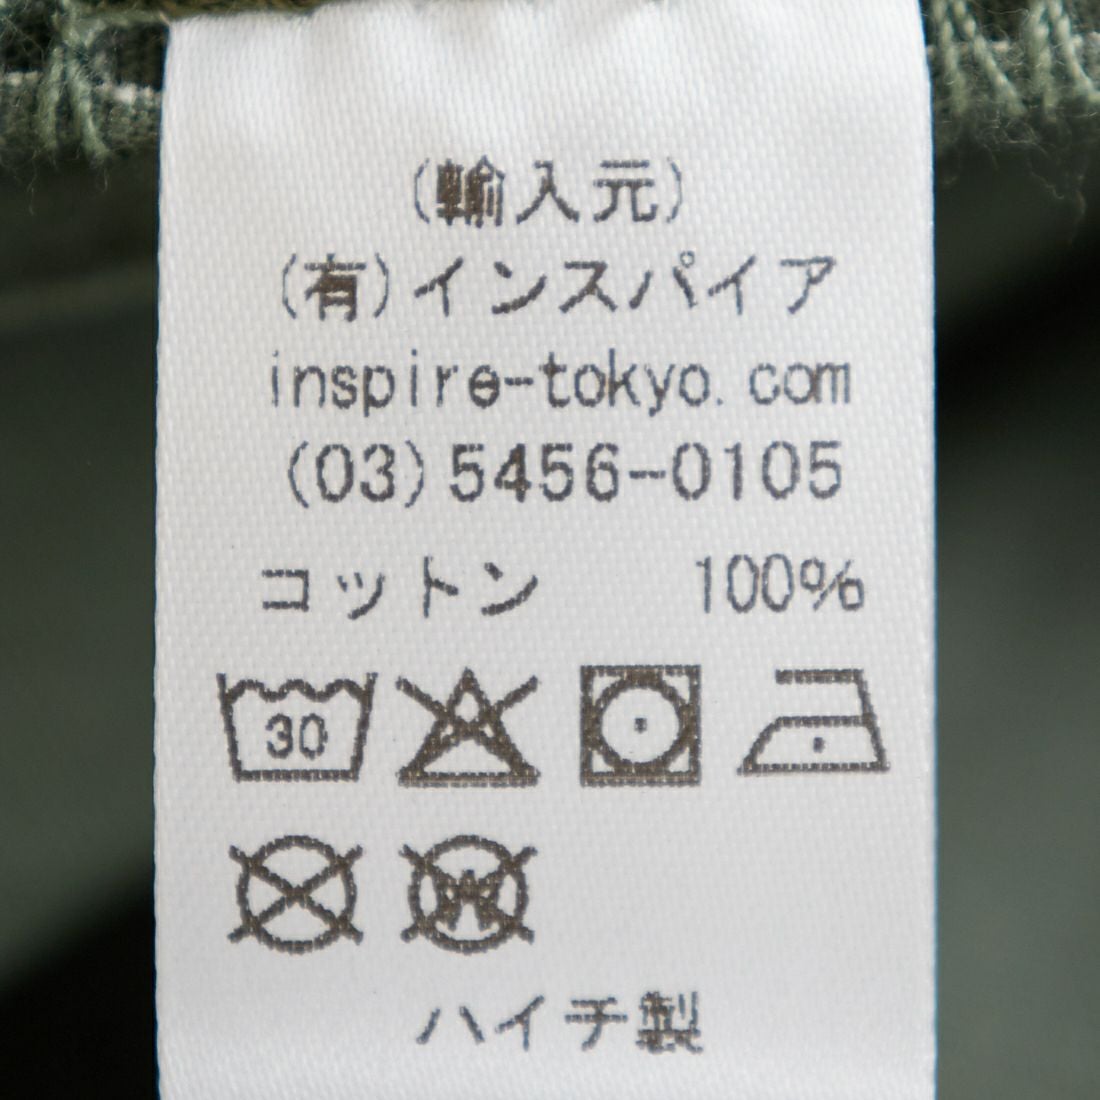 (輸入元)
(有)インスパイア
inspire-tokyo.com
(03)5456-0105
コットン 100%
30
W
ハイチ製